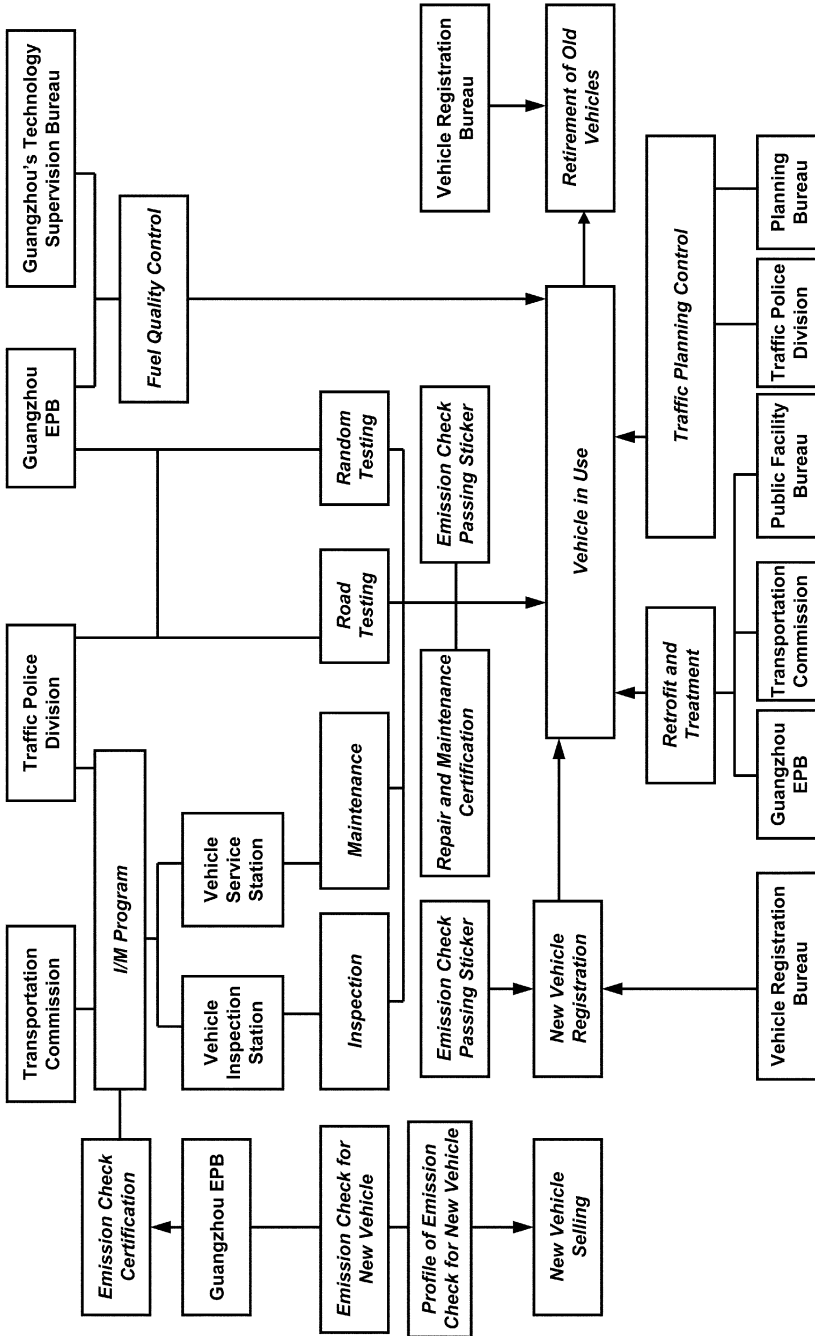 Transportation
Commission
Traffic Police
Division
Guangzhou
EPB
Guangzhou's Technology
Supervision Bureau
Emission Check
Certification
I/M Program
Fuel Quality Control
Guangzhou EPB
Vehicle
Inspection
Station
Vehicle
Service
Station
Emission Check for
New Vehicle
Inspection
Maintenance
Road
Testing
Random
Testing
Profile of Emission
Check for New Vehicle
Emission Check
Passing Sticker
Repair and Maintenance
Certification
Emission Check
Passing Sticker
Vehicle Registration
Bureau
New Vehicle
Selling
New Vehicle
Registration
Vehicle in Use
Retirement of Old
Vehicles
Retrofit and
Treatment
Traffic Planning Control
Vehicle Registration
Bureau
Guangzhou
EPB
Transportation
Commission
Public Facility
Bureau
Traffic Police
Division
Planning
Bureau